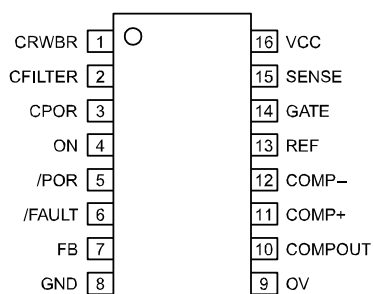 CRWBR 1 16 VCC
CFILTER 2 15 SENSE
CPOR 3 14 GATE
ON 4 13 REF
/POR 5 12 COMP–
/FAULT 6 11 COMP+
FB 7 10 COMPOUT
GND 8 9 OV